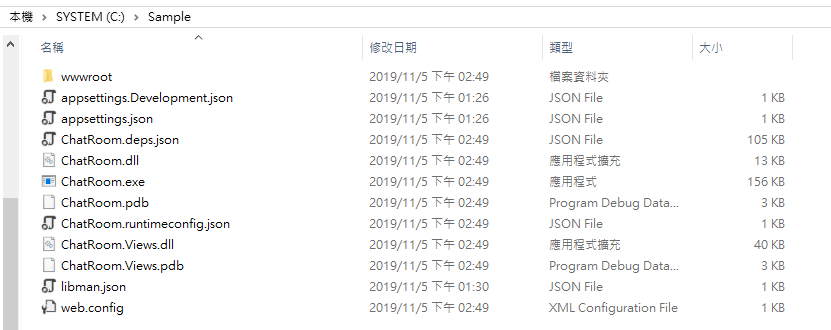 本機 > SYSTEM (C:) > Sample
名稱 修改日期 類型 大小
wwwroot 2019/11/5 下午 02:49 檔案資料夾
appsettings.Development.json 2019/11/5 下午 01:26 JSON File 1 KB
appsettings.json 2019/11/5 下午 01:26 JSON File 1 KB
ChatRoom.deps.json 2019/11/5 下午 02:49 JSON File 105 KB
ChatRoom.dll 2019/11/5 下午 02:49 應用程式擴充 13 KB
ChatRoom.exe 2019/11/5 下午 02:49 應用程式 156 KB
ChatRoom.pdb 2019/11/5 下午 02:49 Program Debug Data... 3 KB
ChatRoom.runtimeconfig.json 2019/11/5 下午 02:49 JSON File 1 KB
ChatRoom.Views.dll 2019/11/5 下午 02:49 應用程式擴充 40 KB
ChatRoom.Views.pdb 2019/11/5 下午 02:49 Program Debug Data... 3 KB
libman.json 2019/11/5 下午 01:30 JSON File 1 KB
web.config 2019/11/5 下午 02:49 XML Configuration File 1 KB